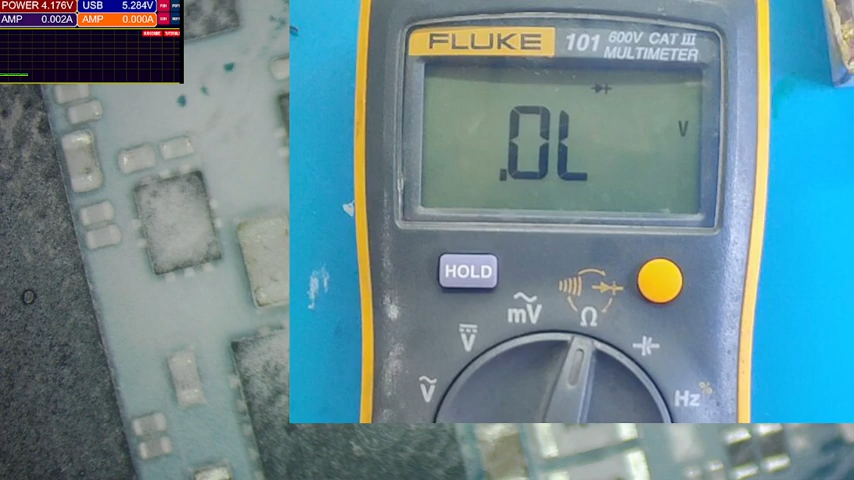 POWER 4.176V
USB 5.284V
AMP 0.002A
AMP 0.000A
FLUKE 101 600V CAT III
MULTIMETER
.0L
V
HOLD
mV
Ω
V
V
Hz%